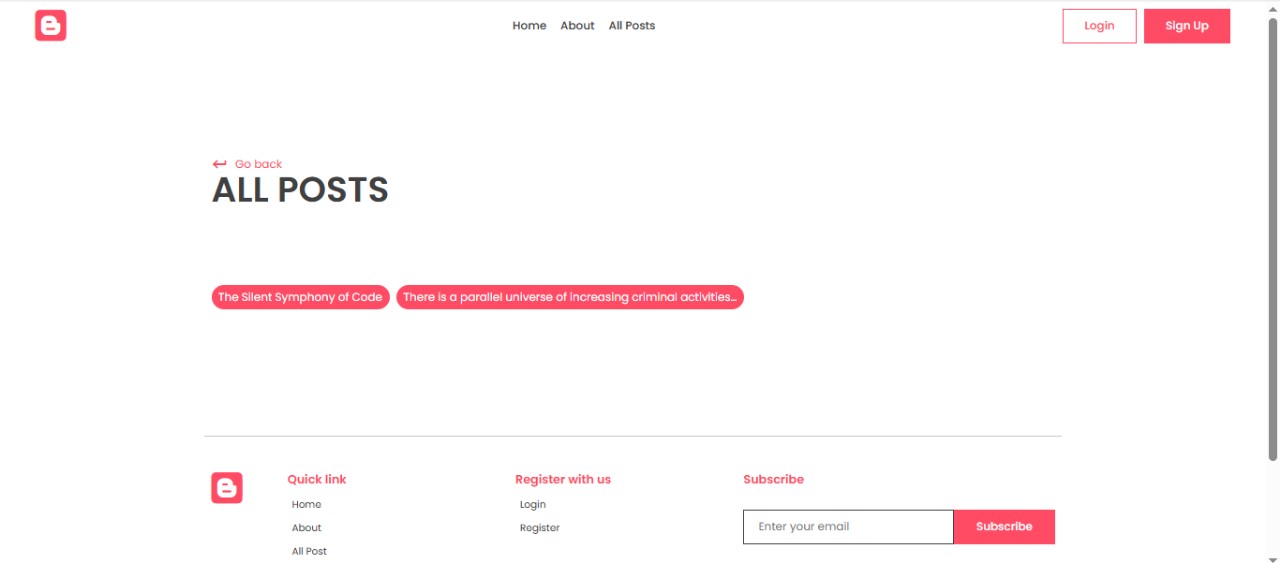 Home About All Posts Login Sign Up
Go back
ALL POSTS
The Silent Symphony of Code There is a parallel universe of increasing criminal activities...
Quick link
Home
About
All Post
Register with us
Login
Register
Subscribe
Enter your email Subscribe